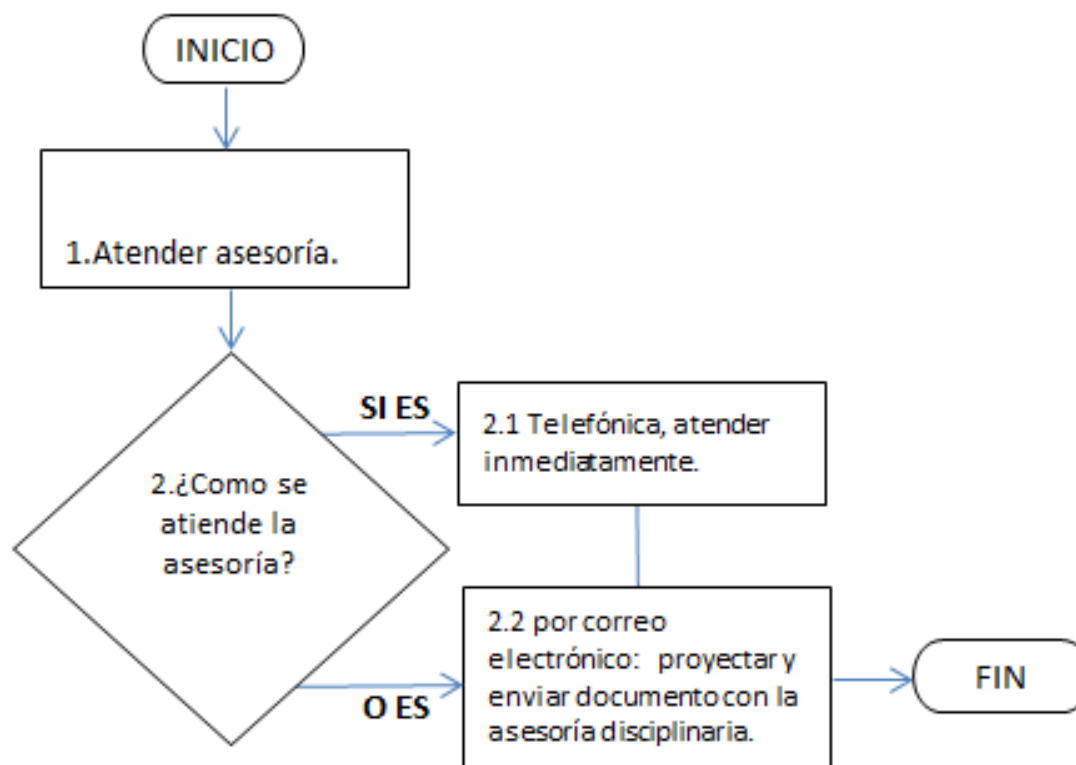 INICIO
1.Atender asesoría.
SI ES
2.1 Telefónica, atender
inmediatamente.
2.¿Como se
atiende la
asesoría?
2.2 por correo
electrónico: proyectar y
enviar documento con la
asesoría disciplinaria.
O ES
FIN